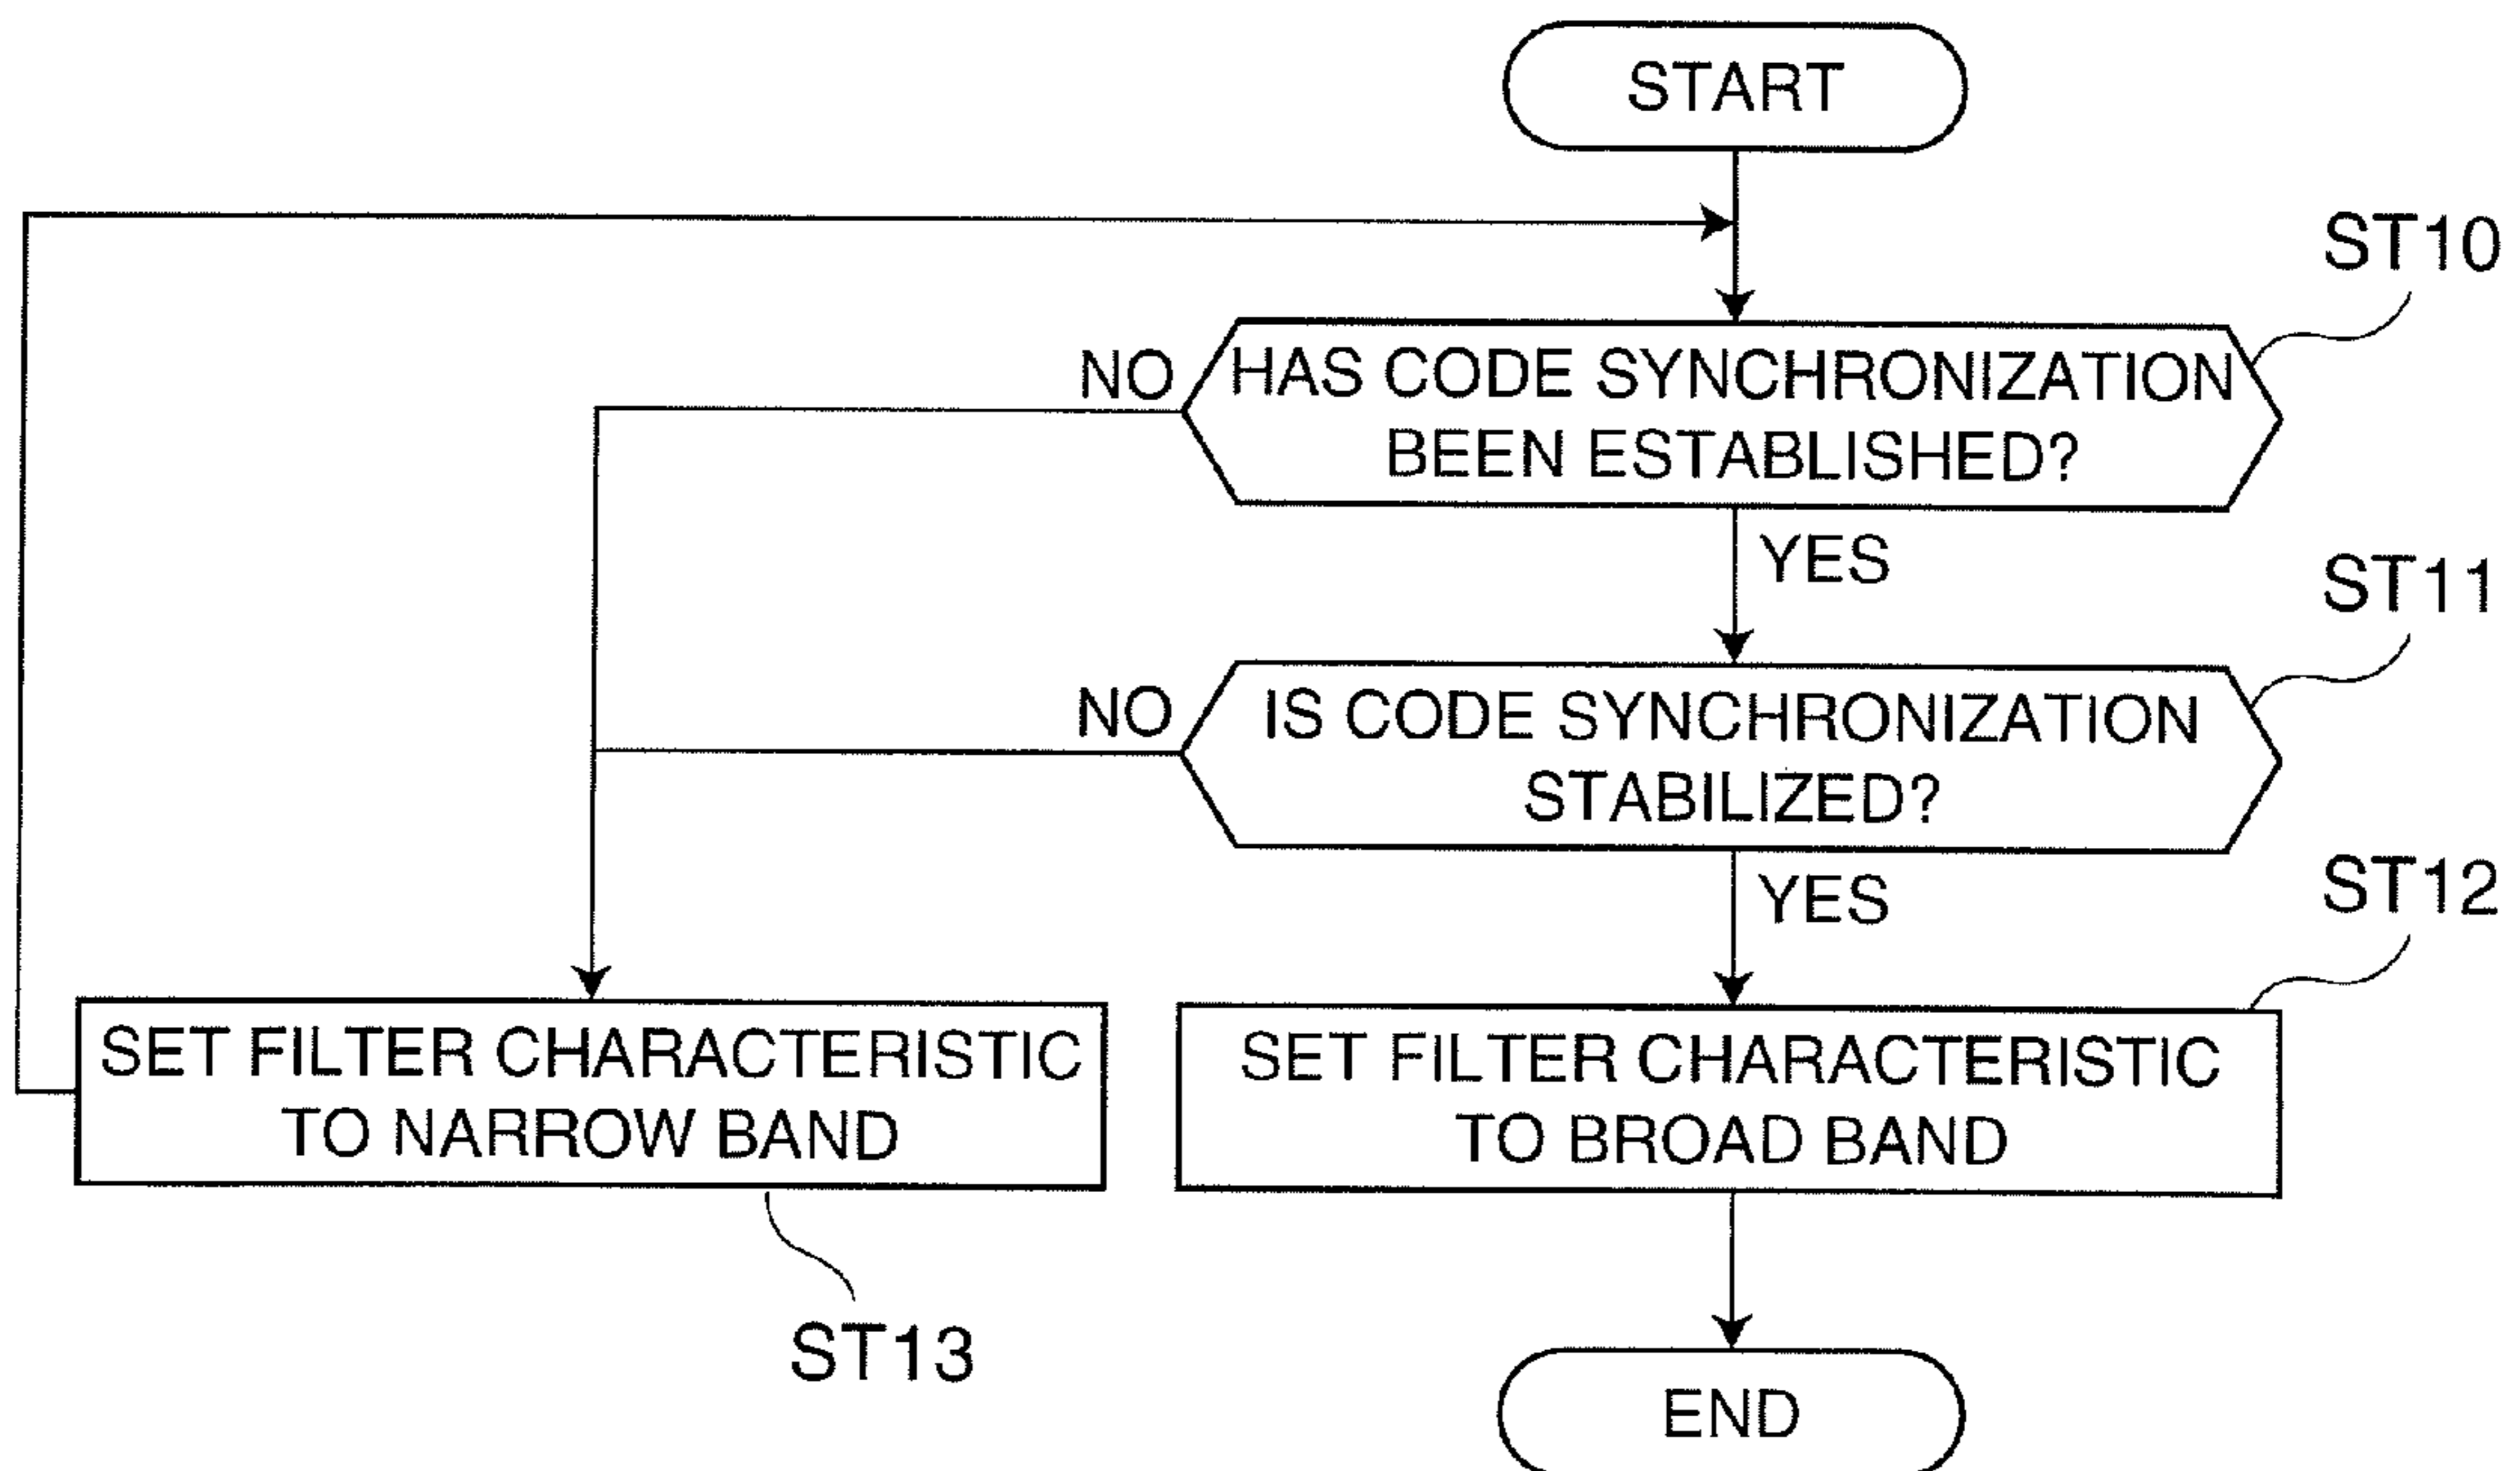 START
ST10
NO
HAS CODE SYNCHRONIZATION
BEEN ESTABLISHED?
YES
ST11
NO
IS CODE SYNCHRONIZATION
STABILIZED?
YES
ST12
SET FILTER CHARACTERISTIC
TO NARROW BAND
SET FILTER CHARACTERISTIC
TO BROAD BAND
ST13
END